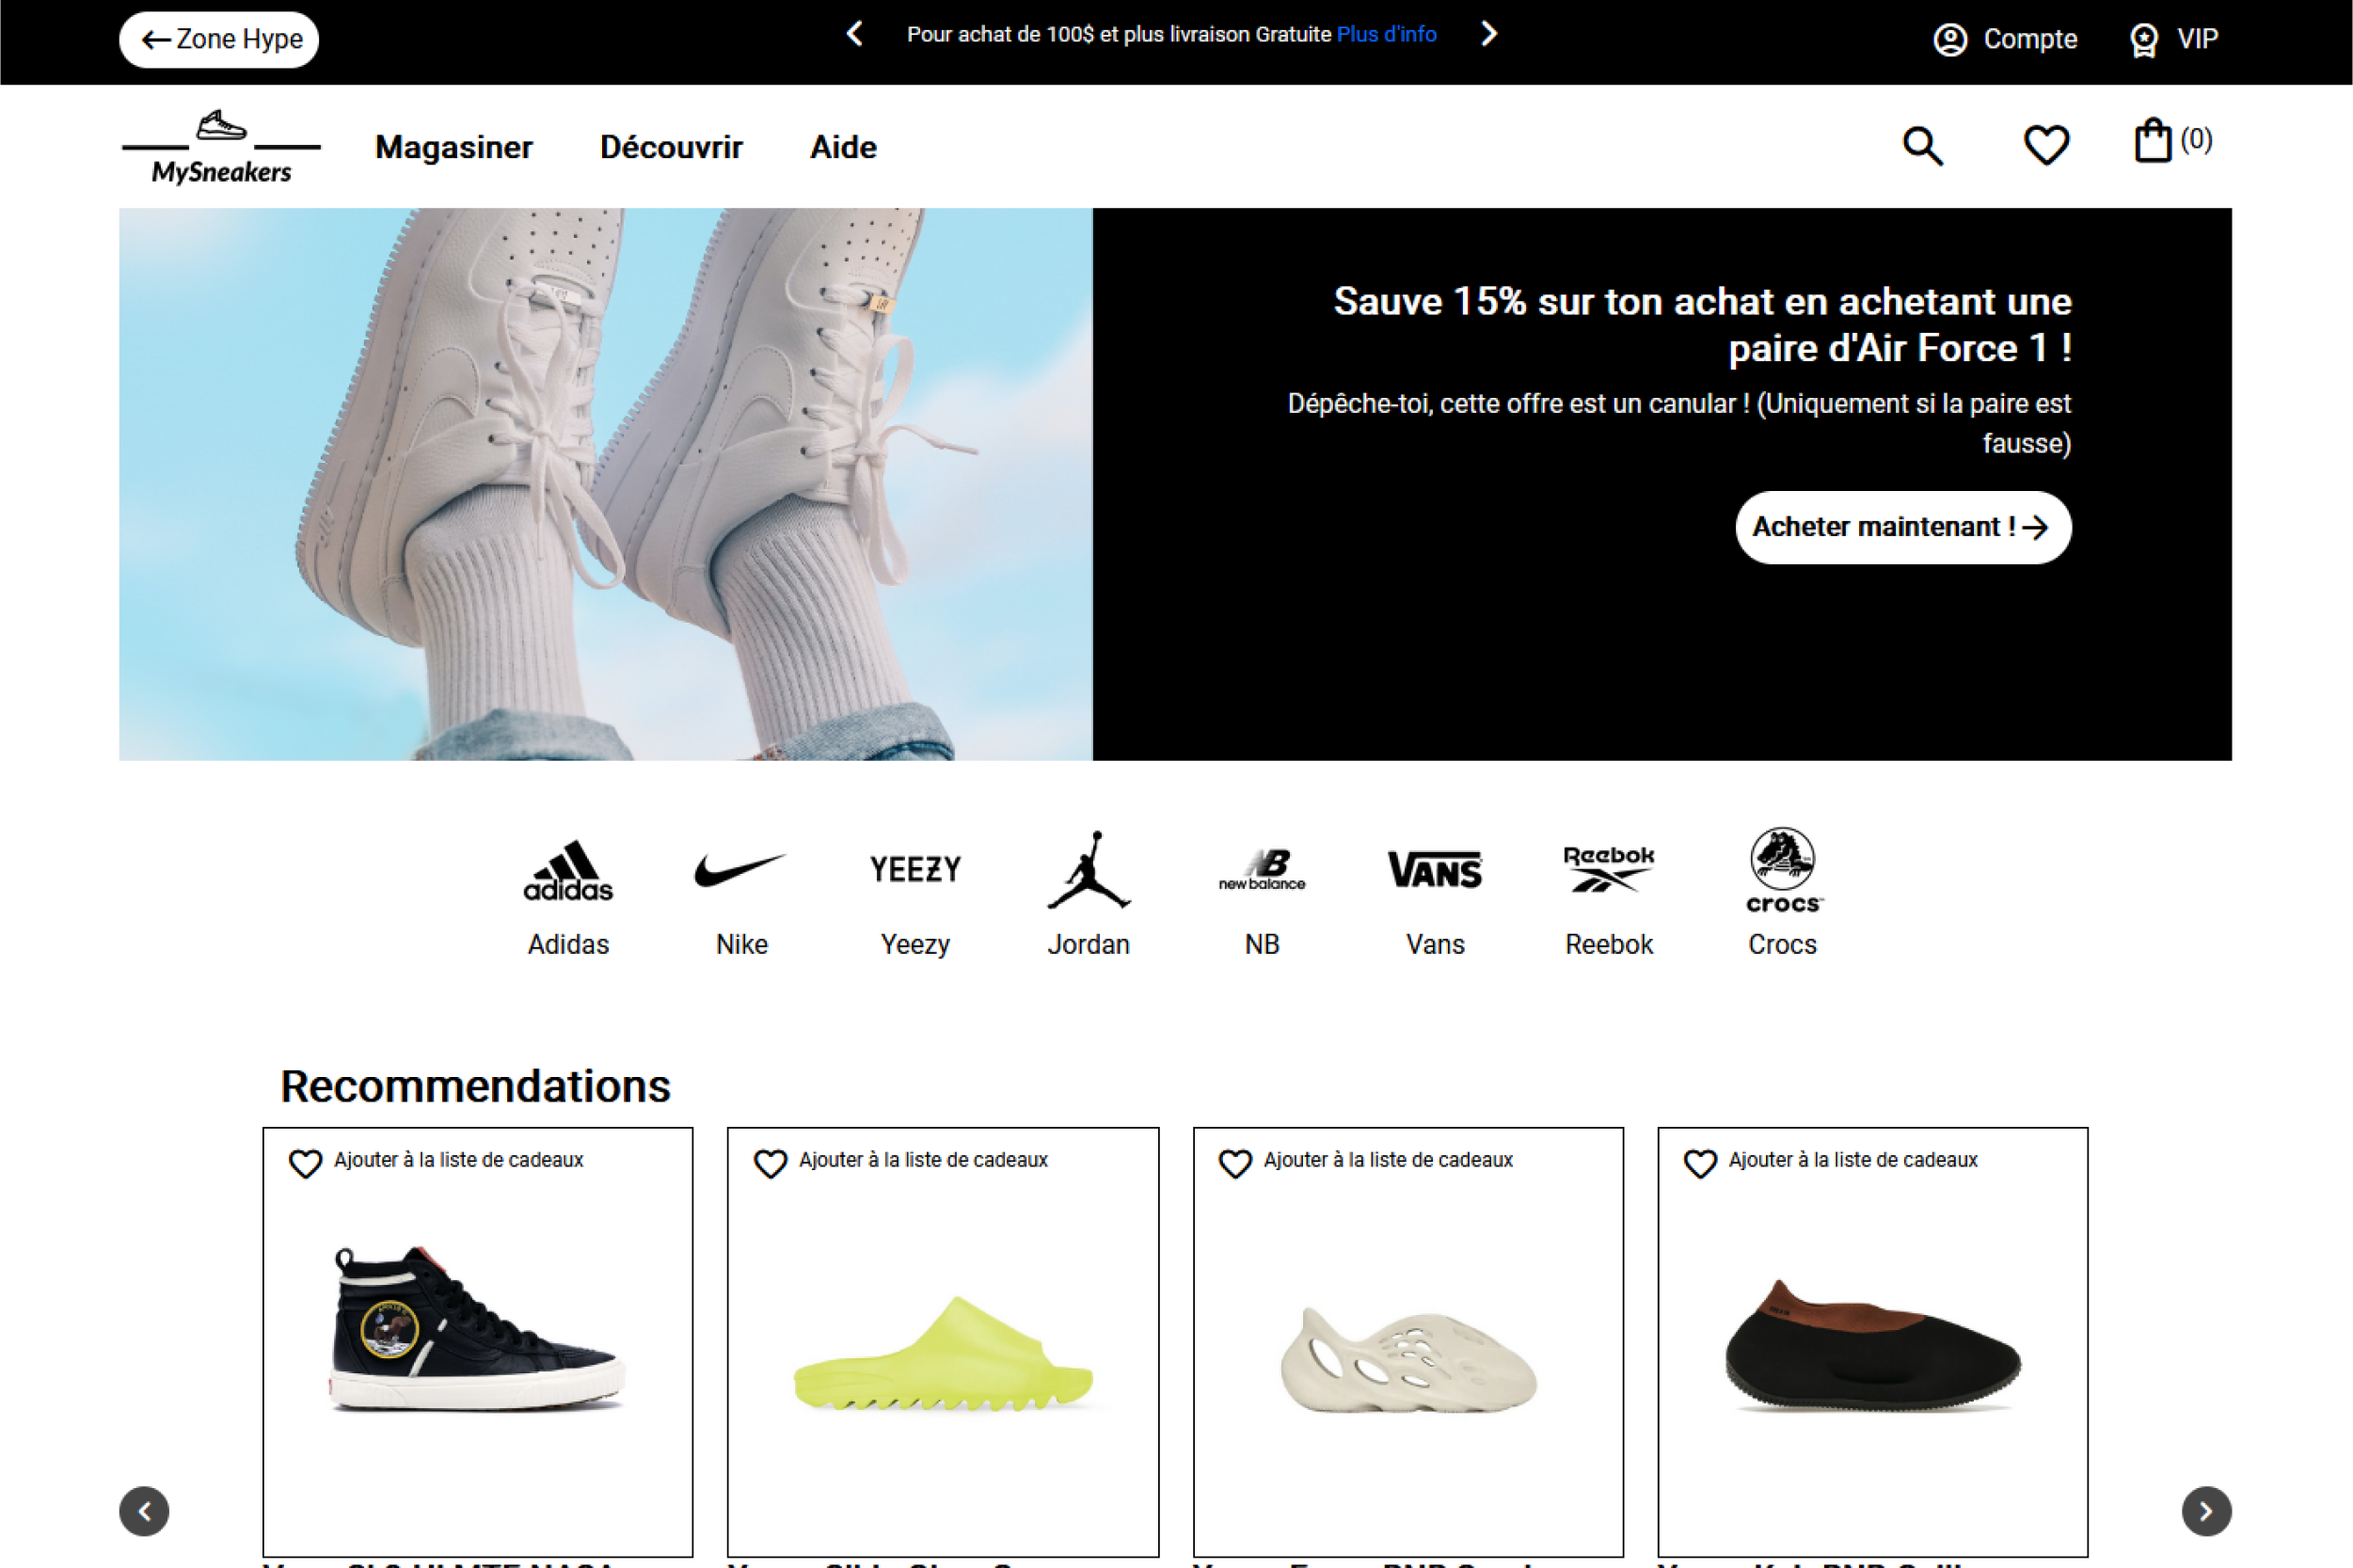 Zone Hype
Pour achat de 100$ et plus livraison Gratuite Plus d'info
Compte
VIP
MySneakers
Magasiner
Découvrir
Aide
(0)
Sauve 15% sur ton achat en achetant une
paire d'Air Force 1 !
Dépêche-toi, cette offre est un canular ! (Uniquement si la paire est
fausse)
Acheter maintenant !
adidas
YEEZY
NB
new balance
VANS
Reebok
crocs
Adidas
Nike
Yeezy
Jordan
NB
Vans
Reebok
Crocs
Recommendations
Ajouter à la liste de cadeaux
Ajouter à la liste de cadeaux
Ajouter à la liste de cadeaux
Ajouter à la liste de cadeaux